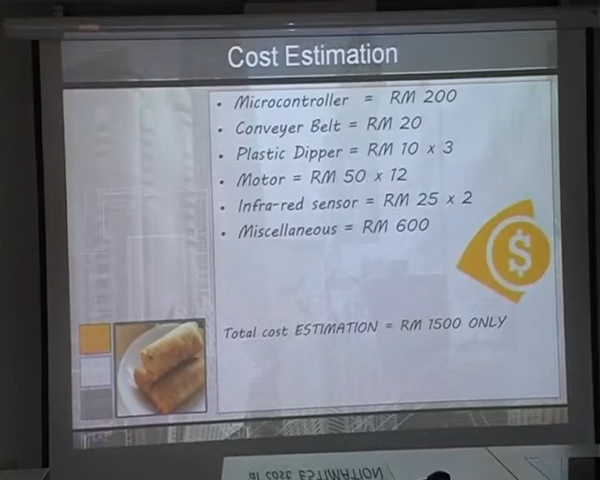 Cost Estimation
• Microcontroller = RM 200
• Conveyer Belt = RM 20
• Plastic Dipper = RM 10 x 3
• Motor = RM 50 x 12
• Infra-red sensor = RM 25 x 2
• Miscellaneous = RM 600
$
Total cost ESTIMATION = RM 1500 ONLY